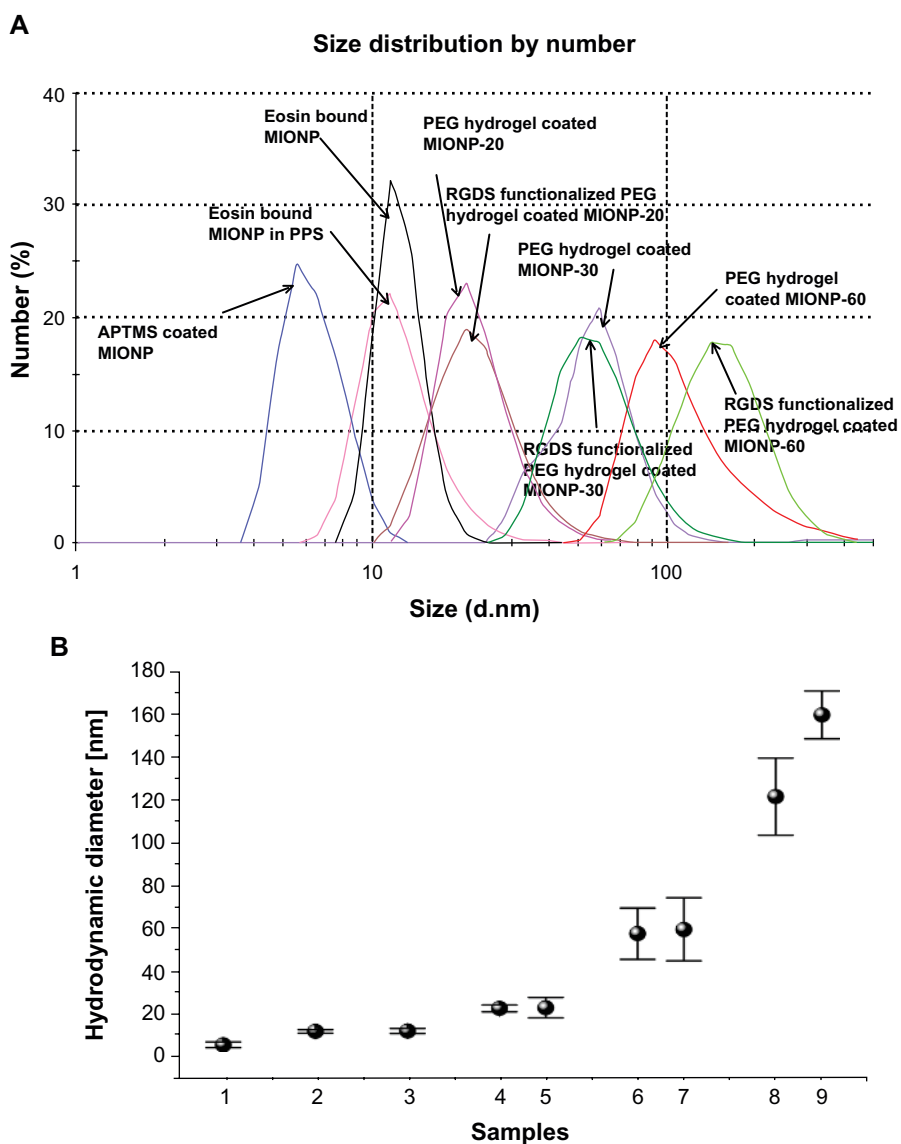 A
Size distribution by number
40
30
20
10
0
Number (%)
Eosin bound
MIONP
PEG hydrogel coated
MIONP-20
Eosin bound
MIONP in PPS
RGDS functionalized PEG
hydrogel coated MIONP-20
PEG hydrogel coated
MIONP-30
PEG hydrogel
coated MIONP-60
APTMS coated
MIONP
RGDS functionalized
PEG hydrogel coated
MIONP-60
RGDS functionalized
PEG hydrogel coated
MIONP-30
1 10 100
Size (d.nm)
B
180
160
140
120
100
80
60
40
20
0
Hydrodynamic diameter [nm]
1 2 3 4 5 6 7 8 9
Samples